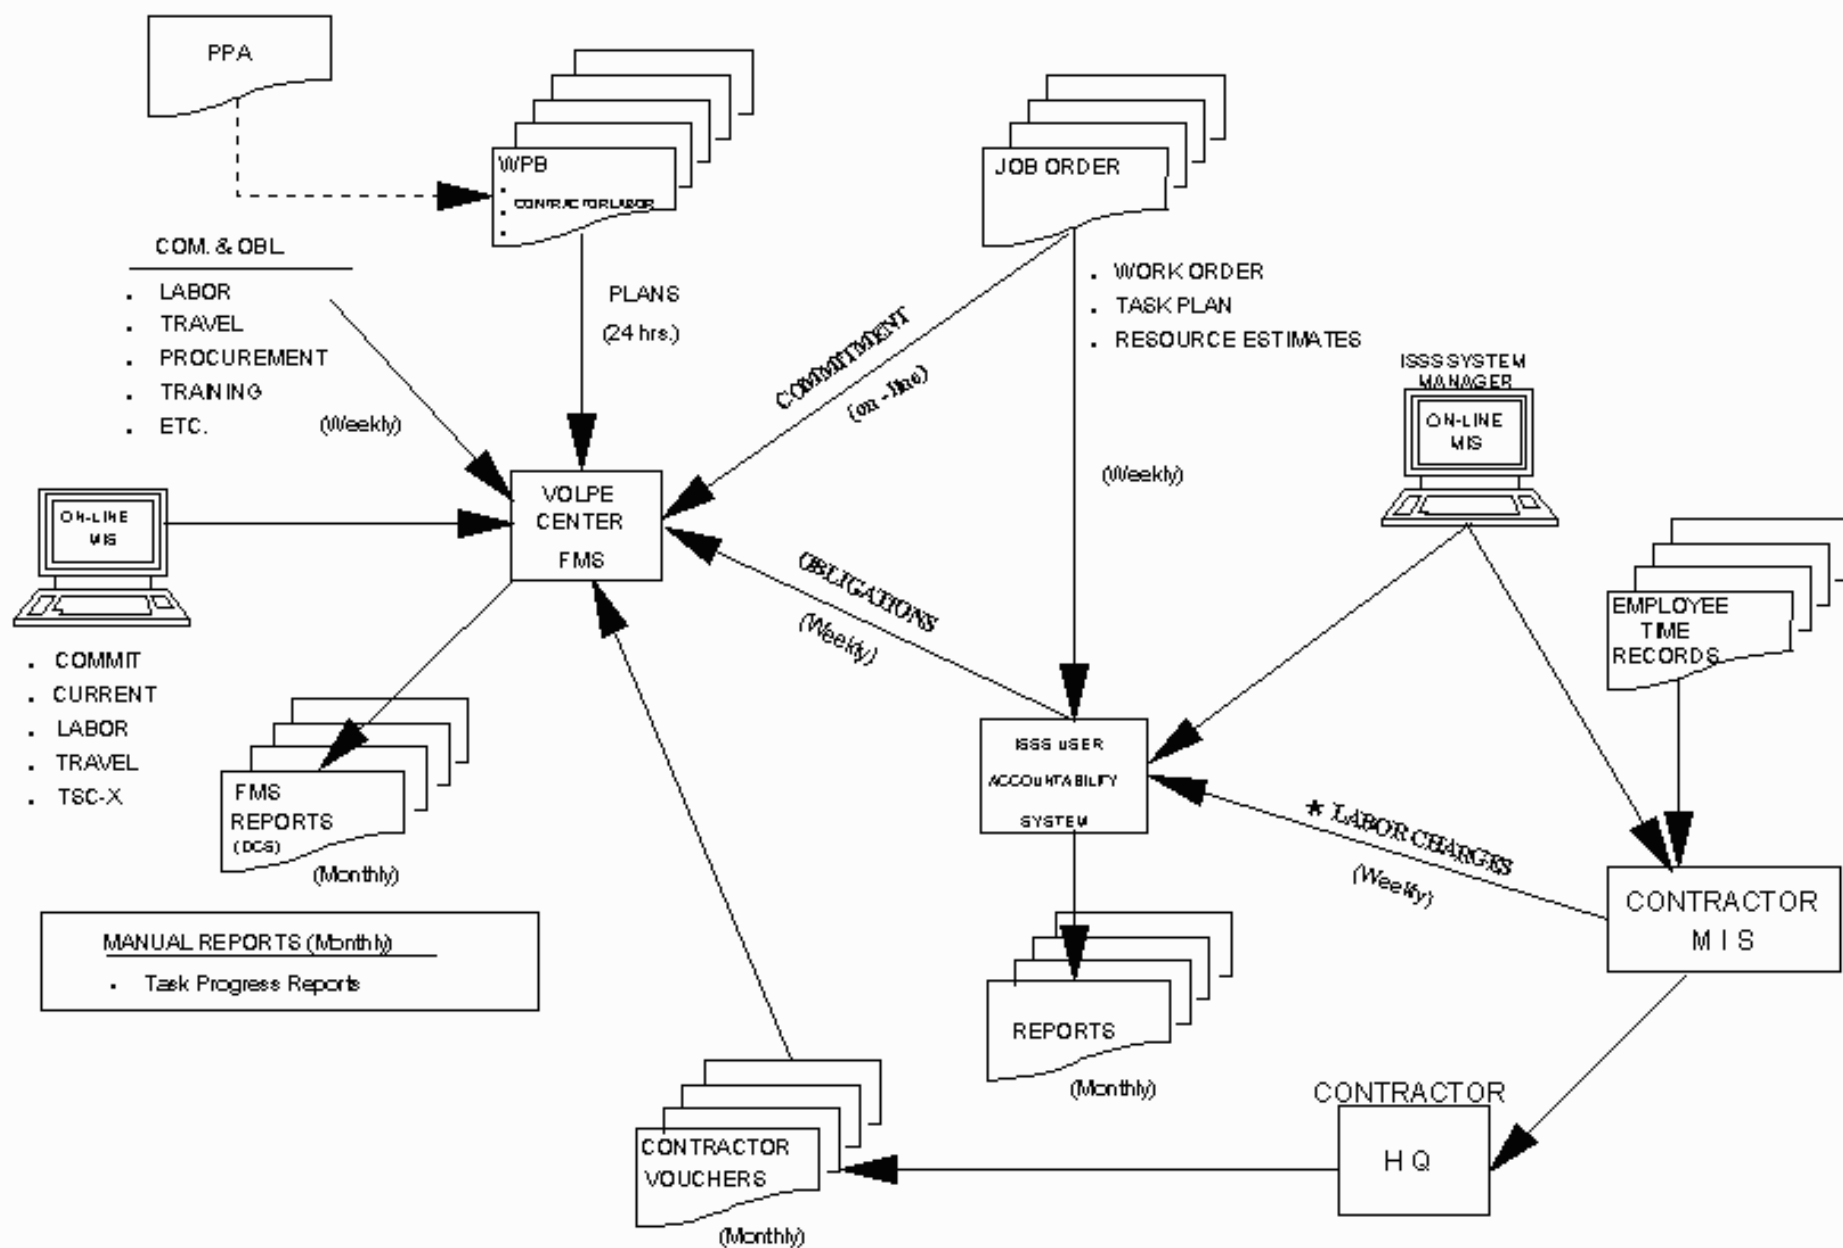 PPA
WPB
. CONTRACTOR LABOR
.
.
JOB ORDER
COM. & OBL.
. LABOR
. TRAVEL
. PROCUREMENT
. TRAINING
. ETC.
(Weekly)
PLANS
(24 hrs.)
COMMITMENT
(on-line)
. WORK ORDER
. TASK PLAN
. RESOURCE ESTIMATES
(Weekly)
ISSS SYSTEM
MANAGER
ON-LINE
MIS
ON-LINE
MIS
VOLPE
CENTER
FMS
OBLIGATIONS
(Weekly)
EMPLOYEE
TIME
RECORDS
. COMMIT
. CURRENT
. LABOR
. TRAVEL
. TSC-X
FMS
REPORTS
(DCS)
(Monthly)
ISSS USER
ACCOUNTABILITY
SYSTEM
★ LABOR CHARGES
(Weekly)
CONTRACTOR
MIS
MANUAL REPORTS (Monthly)
. Task Progress Reports
REPORTS
(Monthly)
CONTRACTOR
HQ
CONTRACTOR
VOUCHERS
(Monthly)